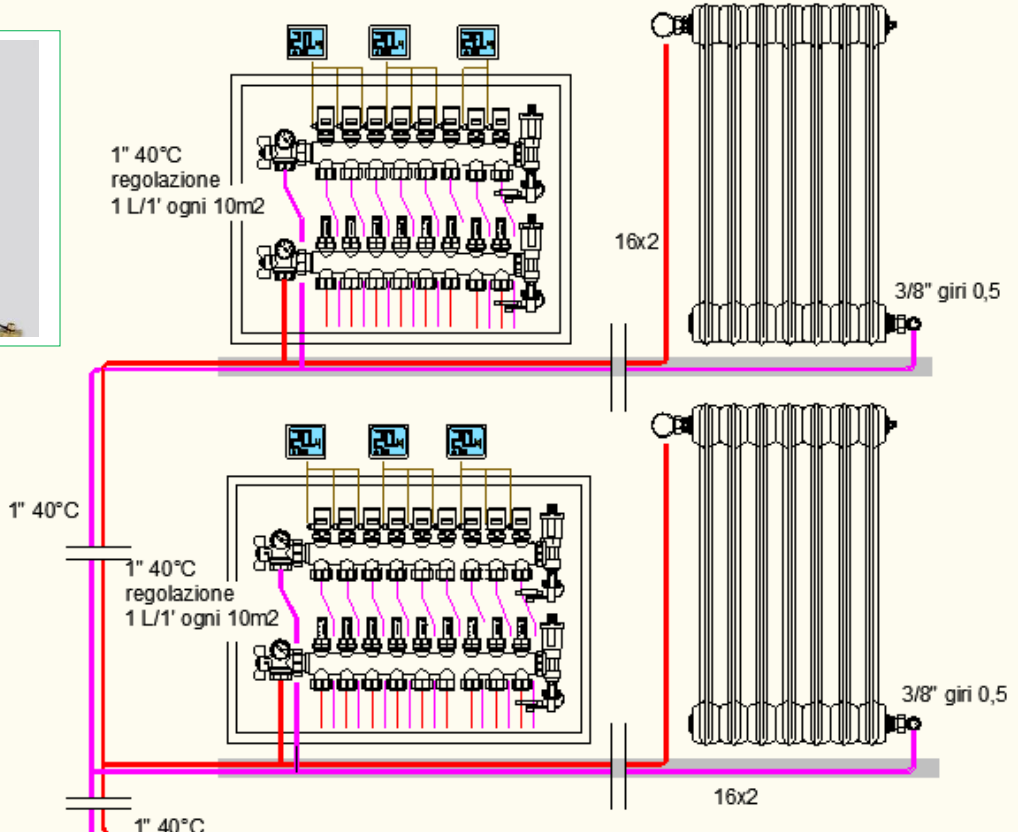 1" 40°C
regolazione
1 L/1' ogni 10m2
16x2
3/8" giri 0,5
1" 40°C
1" 40°C
regolazione
1 L/1' ogni 10m2
3/8" giri 0,5
16x2
1" 40°C